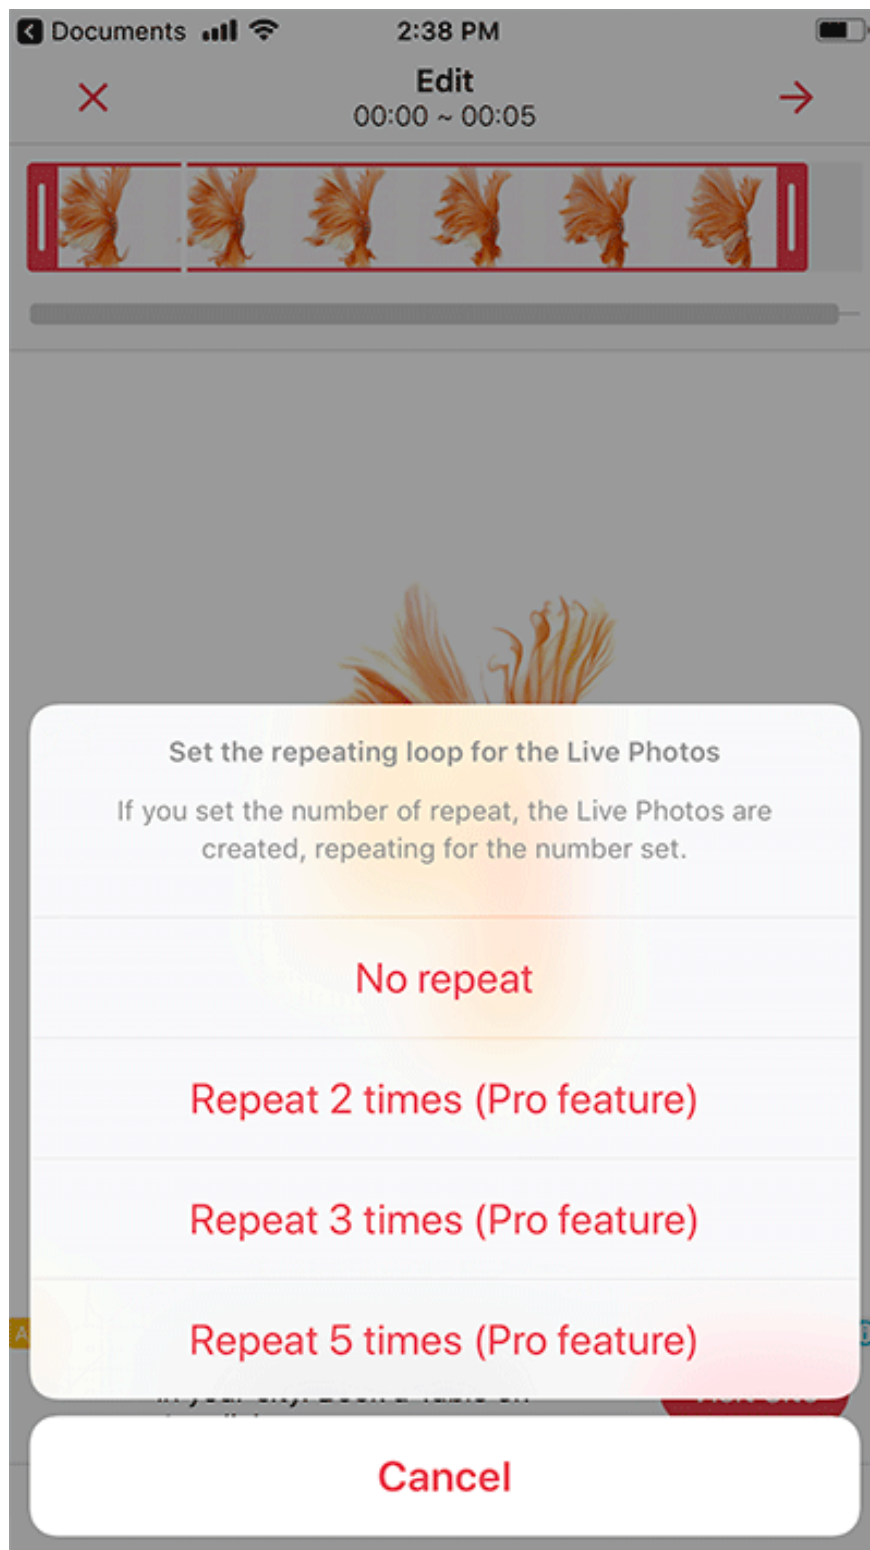 Documents
2:38 PM
Edit
00:00 ~ 00:05
Set the repeating loop for the Live Photos
If you set the number of repeat, the Live Photos are
created, repeating for the number set.
No repeat
Repeat 2 times (Pro feature)
Repeat 3 times (Pro feature)
Repeat 5 times (Pro feature)
Cancel